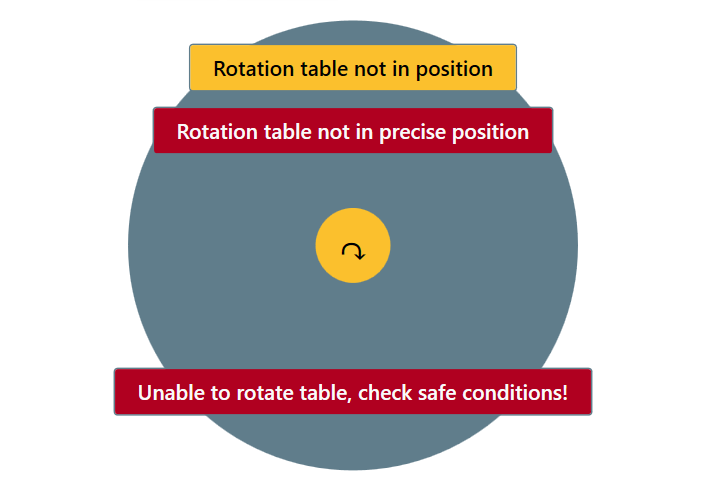 Rotation table not in position
Rotation table not in precise position
Unable to rotate table, check safe conditions!